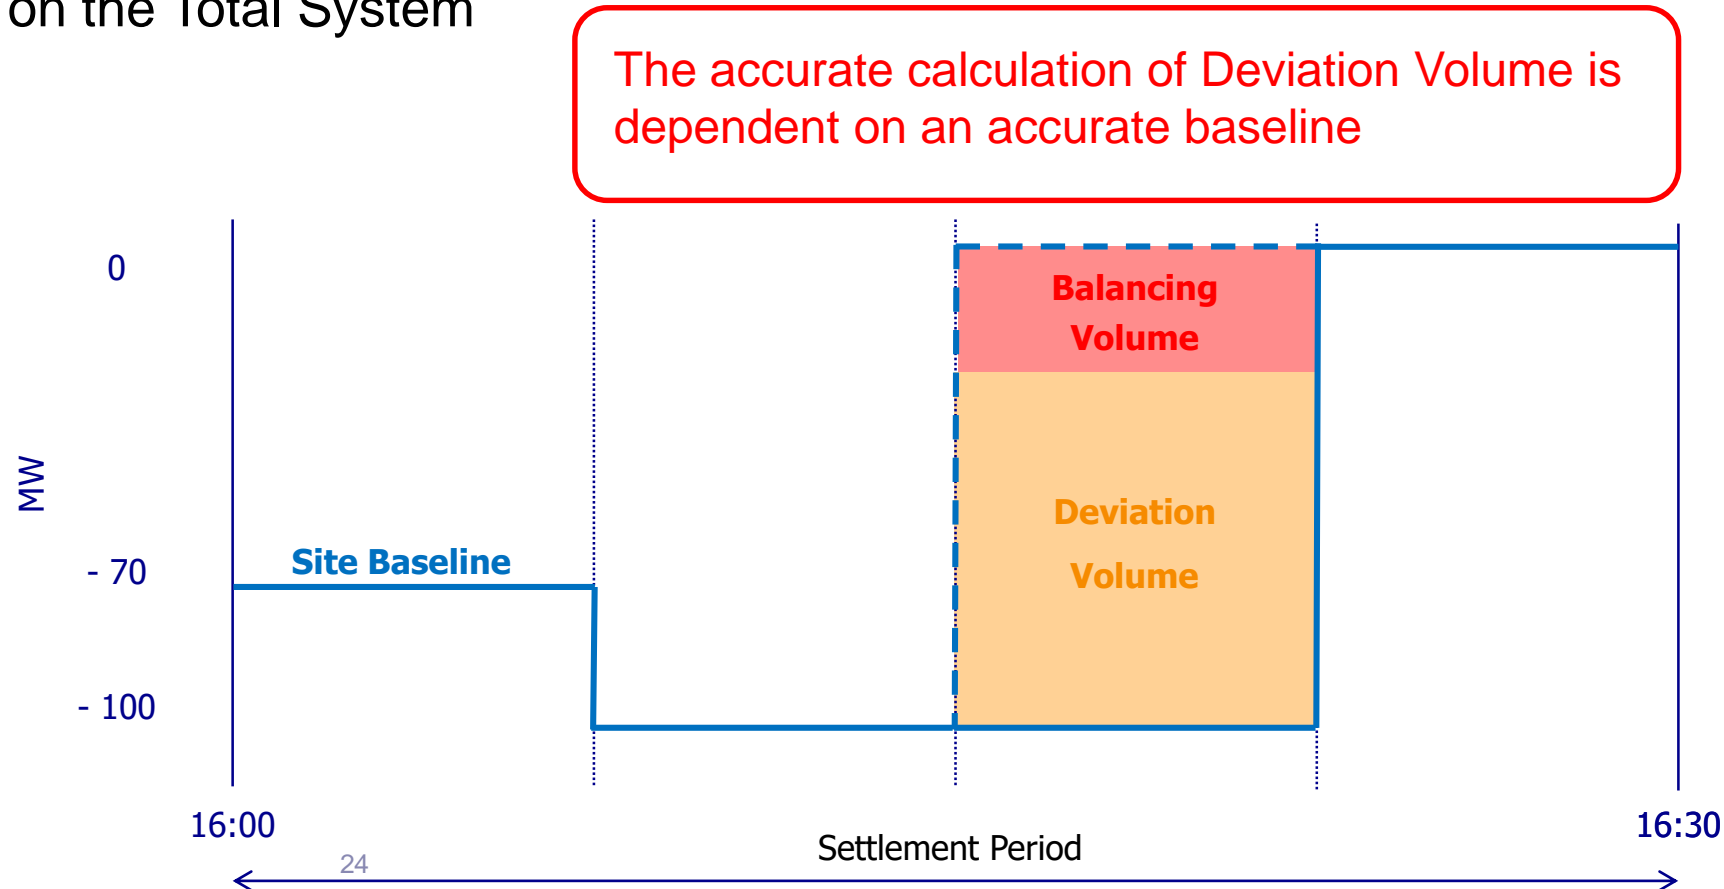 on the Total System
The accurate calculation of Deviation Volume is
dependent on an accurate baseline
0
Balancing
Volume
MW
Deviation
Volume
Site Baseline
- 70
- 100
16:00
16:30
Settlement Period
24